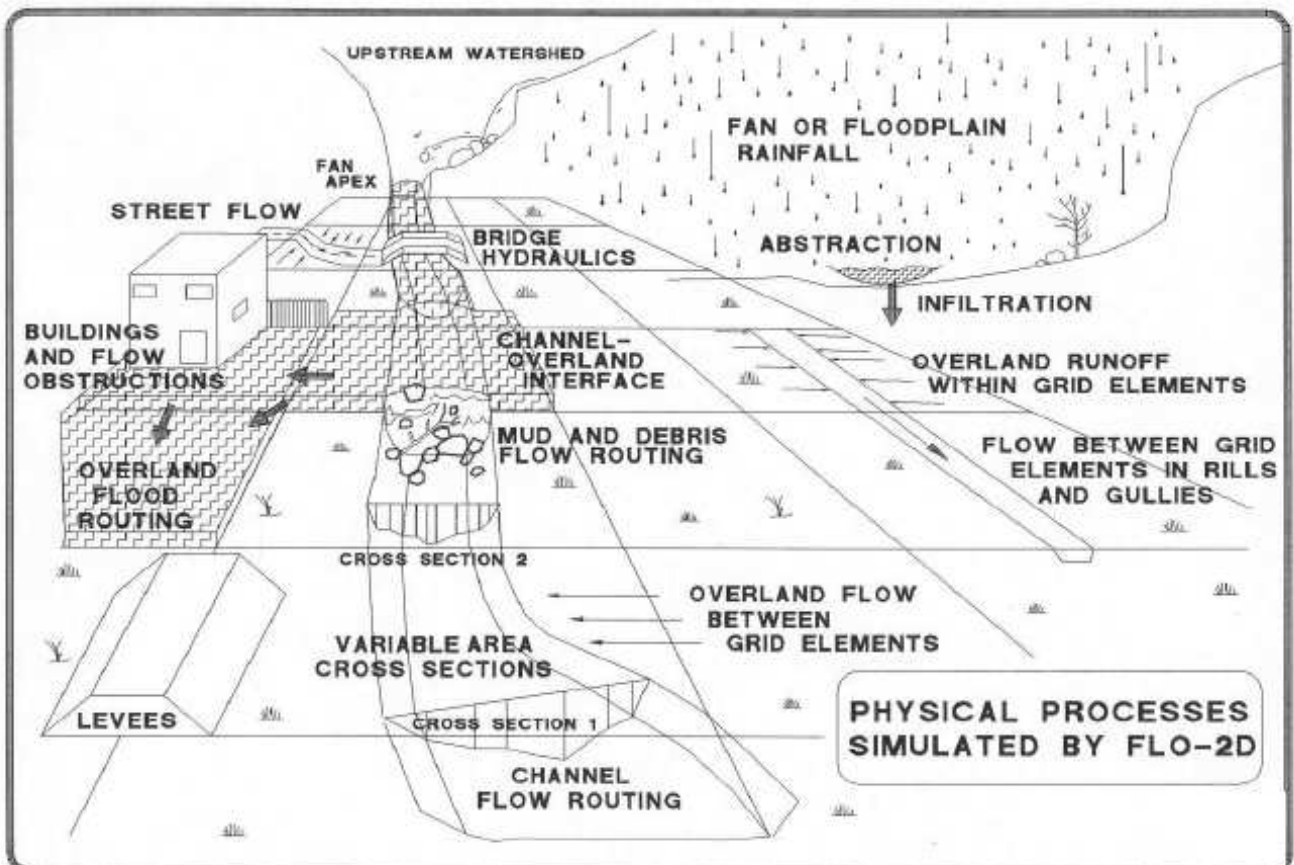 UPSTREAM WATERSHED
FAN OR FLOODPLAIN
RAINFALL
FAN
APEX
STREET FLOW
BRIDGE
HYDRAULICS
ABSTRACTION
INFILTRATION
BUILDINGS
AND FLOW
OBSTRUCTIONS
CHANNEL-
OVERLAND
INTERFACE
OVERLAND RUNOFF
WITHIN GRID ELEMENTS
MUD AND DEBRIS
FLOW ROUTING
FLOW BETWEEN GRID
ELEMENTS IN RILLS
AND GULLIES
OVERLAND
FLOOD
ROUTING
CROSS SECTION 2
OVERLAND FLOW
BETWEEN
GRID ELEMENTS
VARIABLE AREA
CROSS SECTIONS
LEVEES
CROSS SECTION 1
CHANNEL
FLOW ROUTING
PHYSICAL PROCESSES
SIMULATED BY FLO-2D